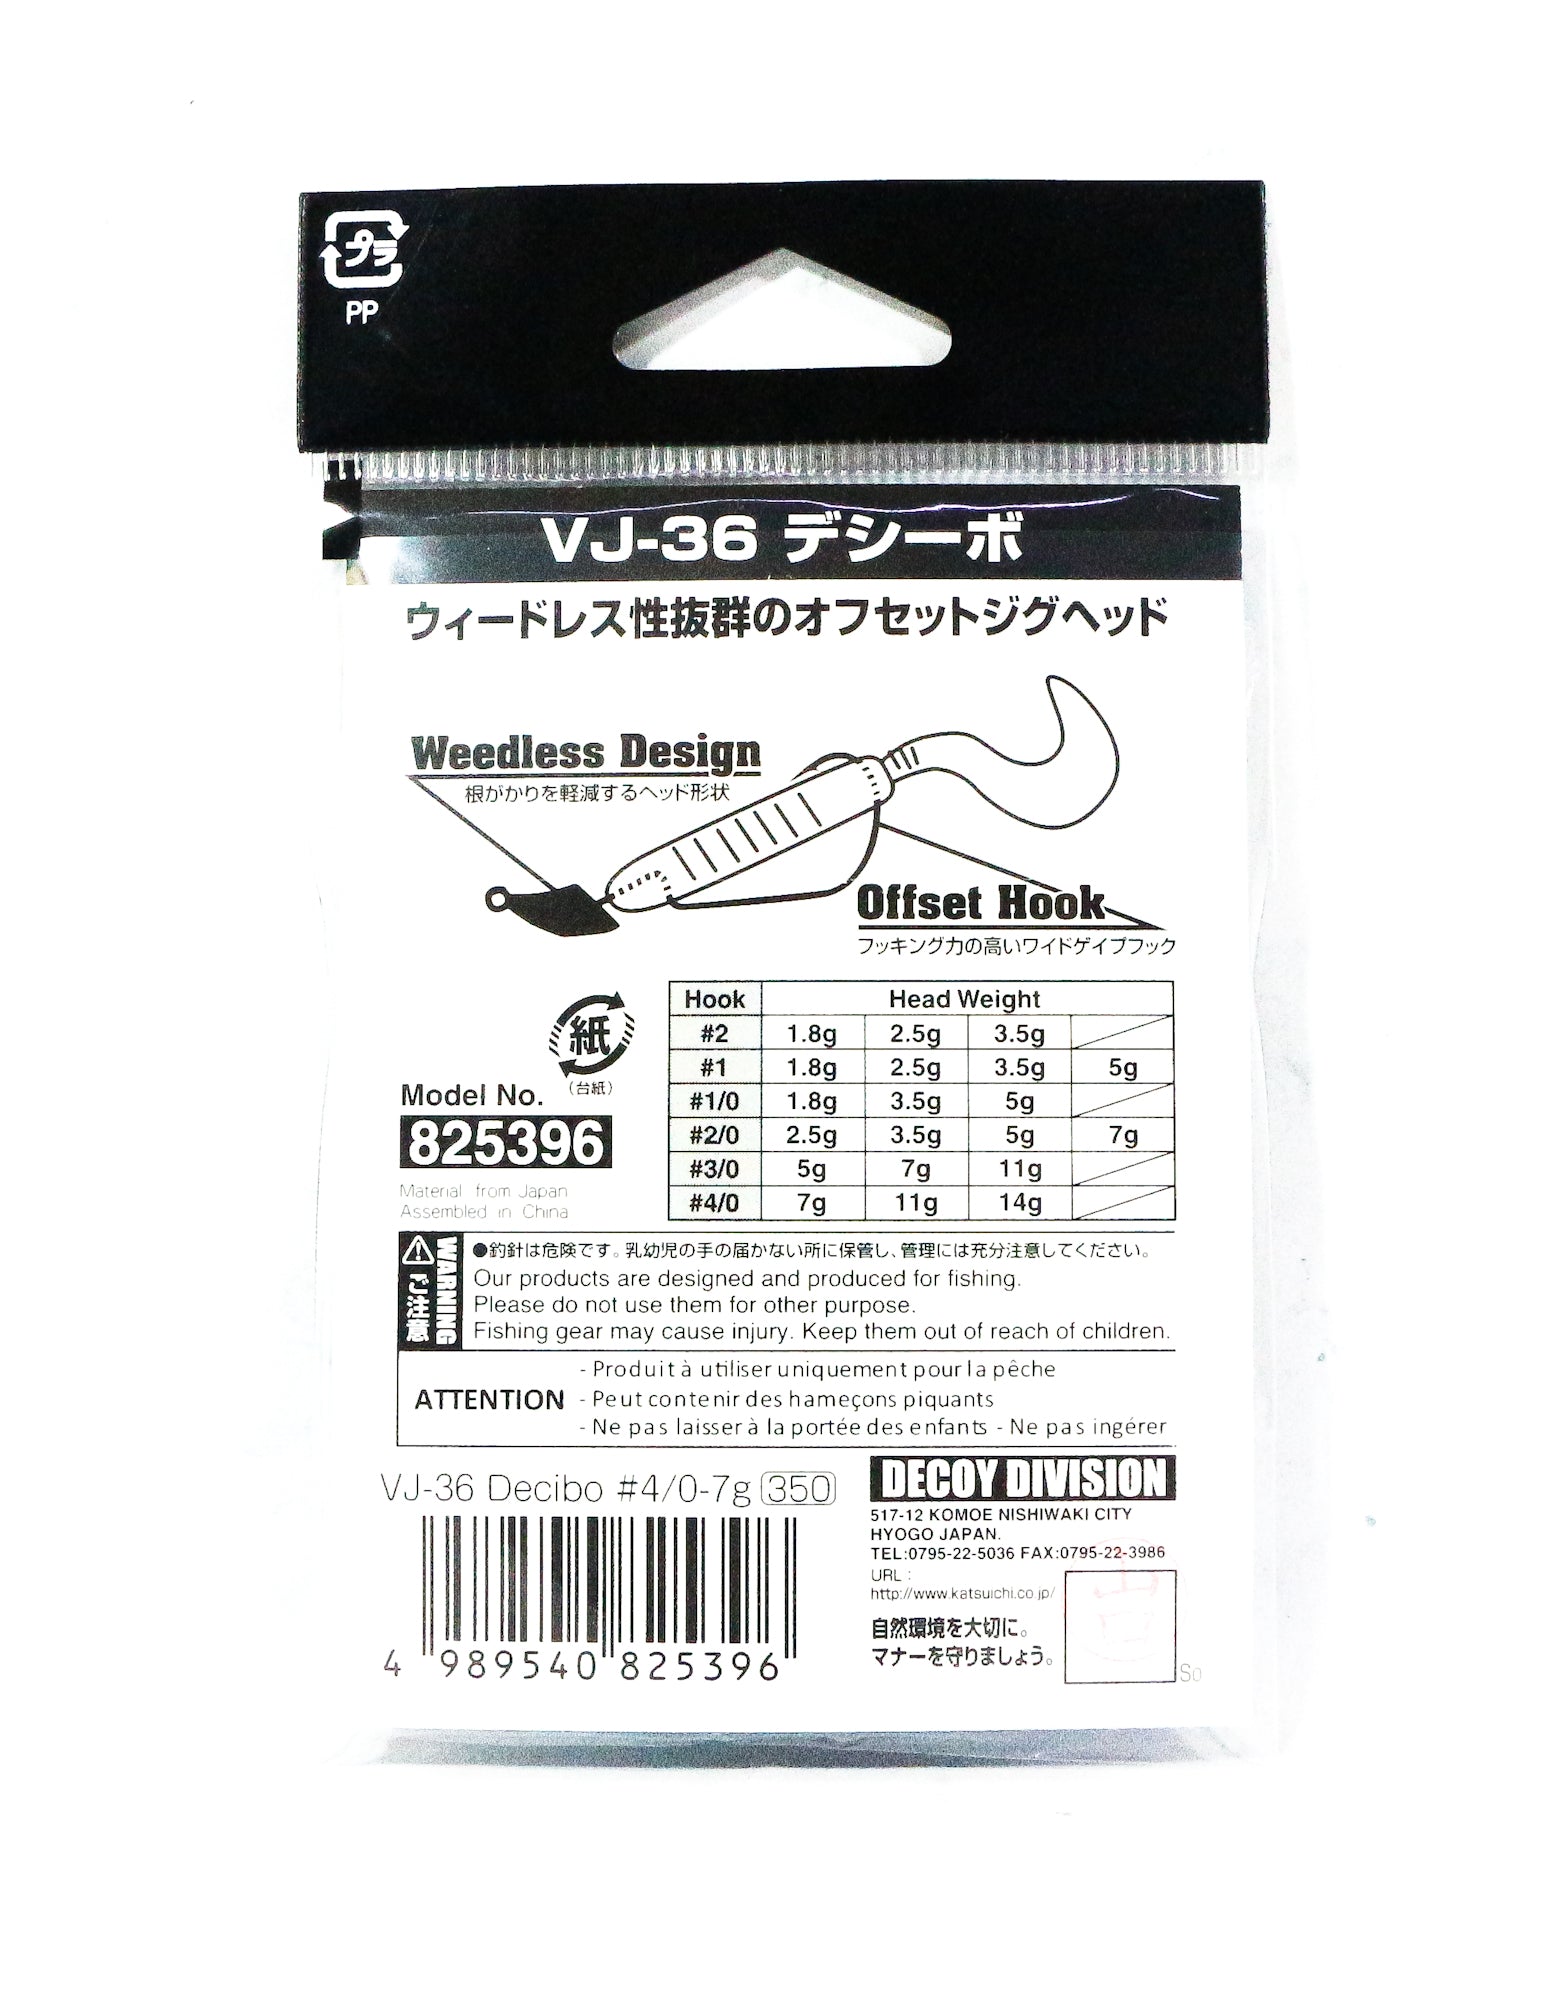 プラ
PP
VJ-36 デシーボ
ウィードレス性抜群のオフセットジグヘッド
Weedless Design
根がかりを軽減するヘッド形状
Offset Hook
フッキング力の高いワイドゲイプフック
紙
(台紙)
Model No.
825396
Material from Japan
Assembled in China
Hook Head Weight
#2 1.8g 2.5g 3.5g
#1 1.8g 2.5g 3.5g 5g
#1/0 1.8g 3.5g 5g
#2/0 2.5g 3.5g 5g 7g
#3/0 5g 7g 11g
#4/0 7g 11g 14g
WARNING
ご注意
●釣針は危険です。乳幼児の手の届かない所に保管し、管理には充分注意してください。
Our products are designed and produced for fishing.
Please do not use them for other purpose.
Fishing gear may cause injury. Keep them out of reach of children.
ATTENTION
- Produit à utiliser uniquement pour la pêche
- Peut contenir des hameçons piquants
- Ne pas laisser à la portée des enfants - Ne pas ingérer
VJ-36 Decibo #4/0-7g 350
4 989540 825396
DECOY DIVISION
517-12 KOMOE NISHIWAKI CITY
HYOGO JAPAN.
TEL:0795-22-5036 FAX:0795-22-3986
URL :
http://www.katsuichi.co.jp/
自然環境を大切に。
マナーを守りましょう。
So